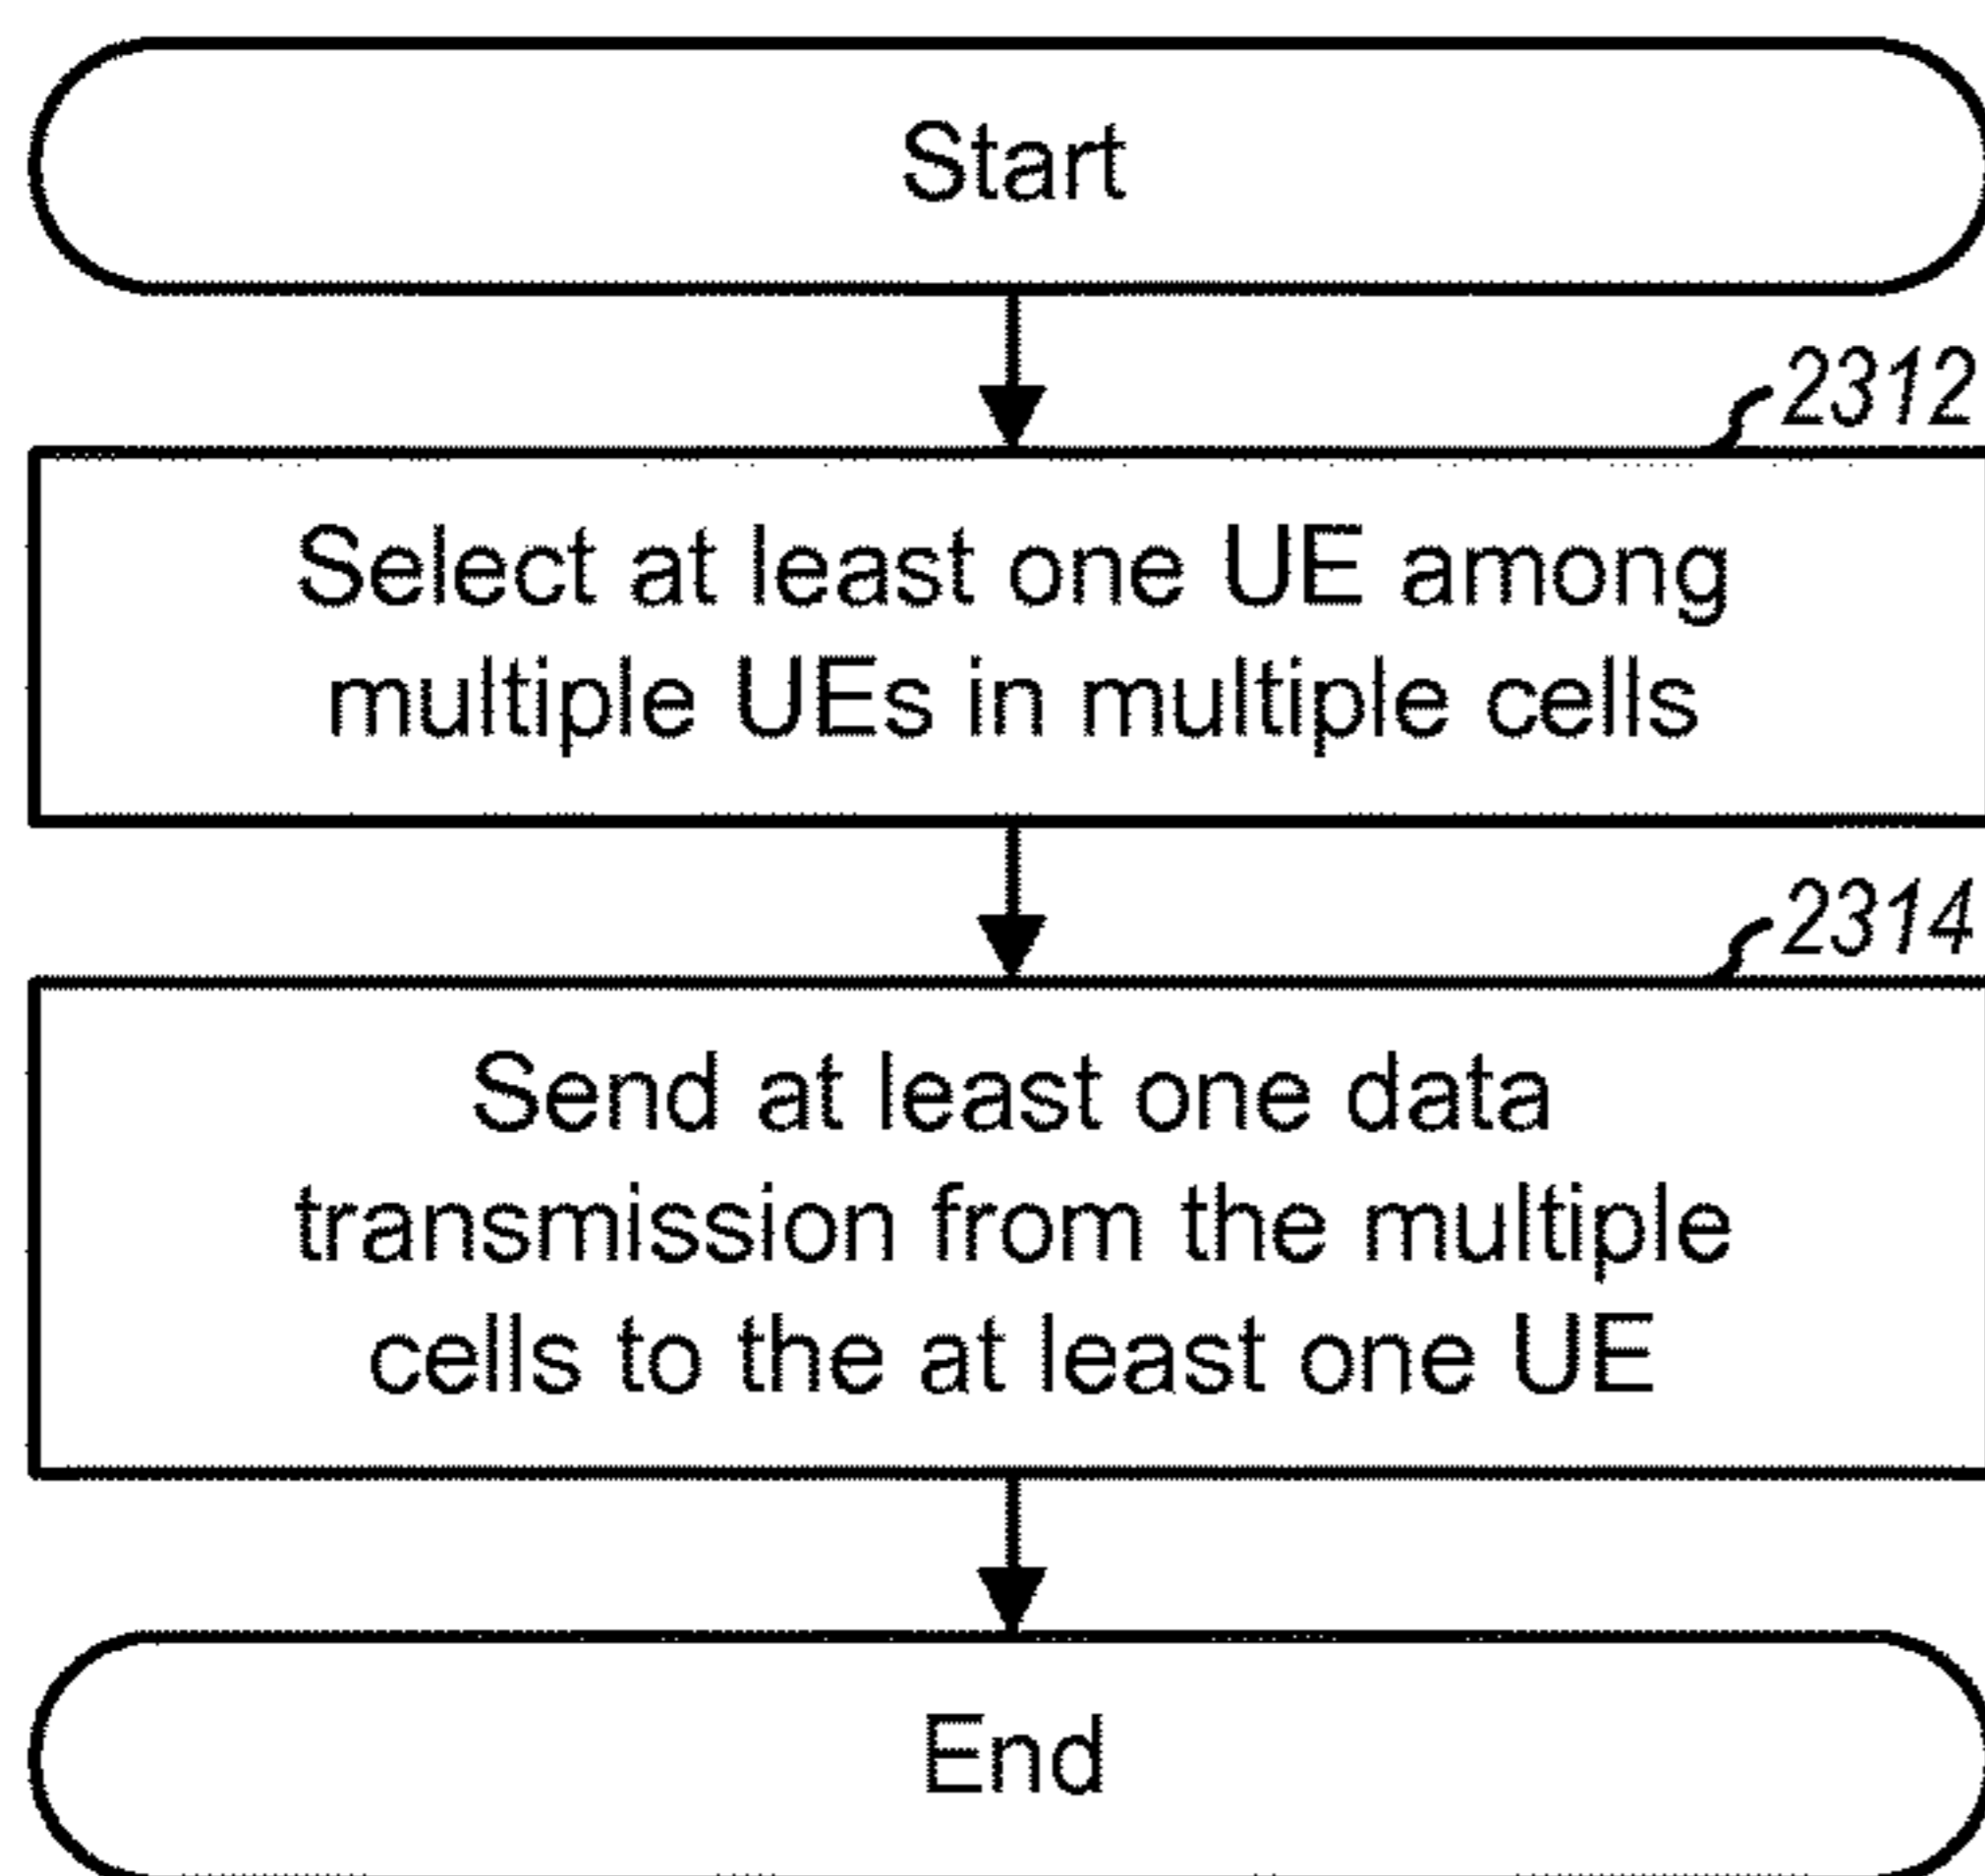 Start
2312
Select at least one UE among
multiple UEs in multiple cells
2314
Send at least one data
transmission from the multiple
cells to the at least one UE
End